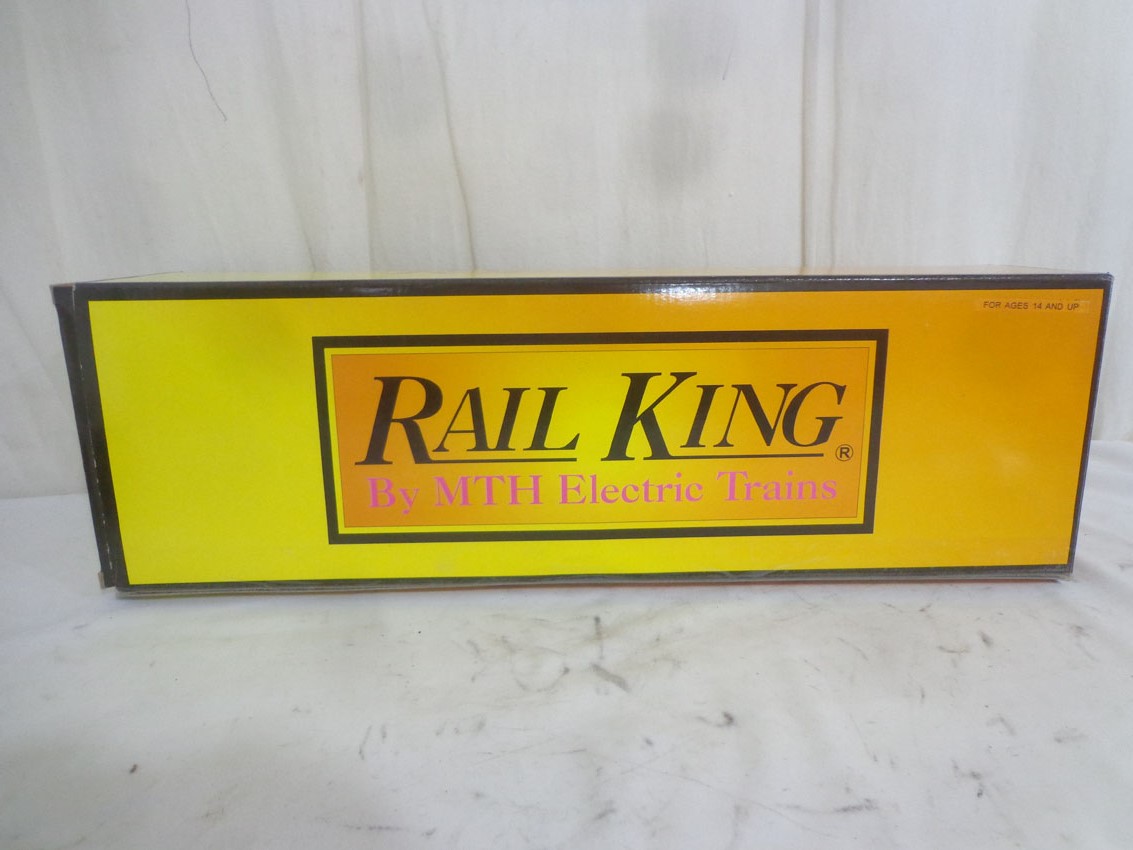 FOR AGES 14 AND UP
RAIL KING®
By MTH Electric Trains